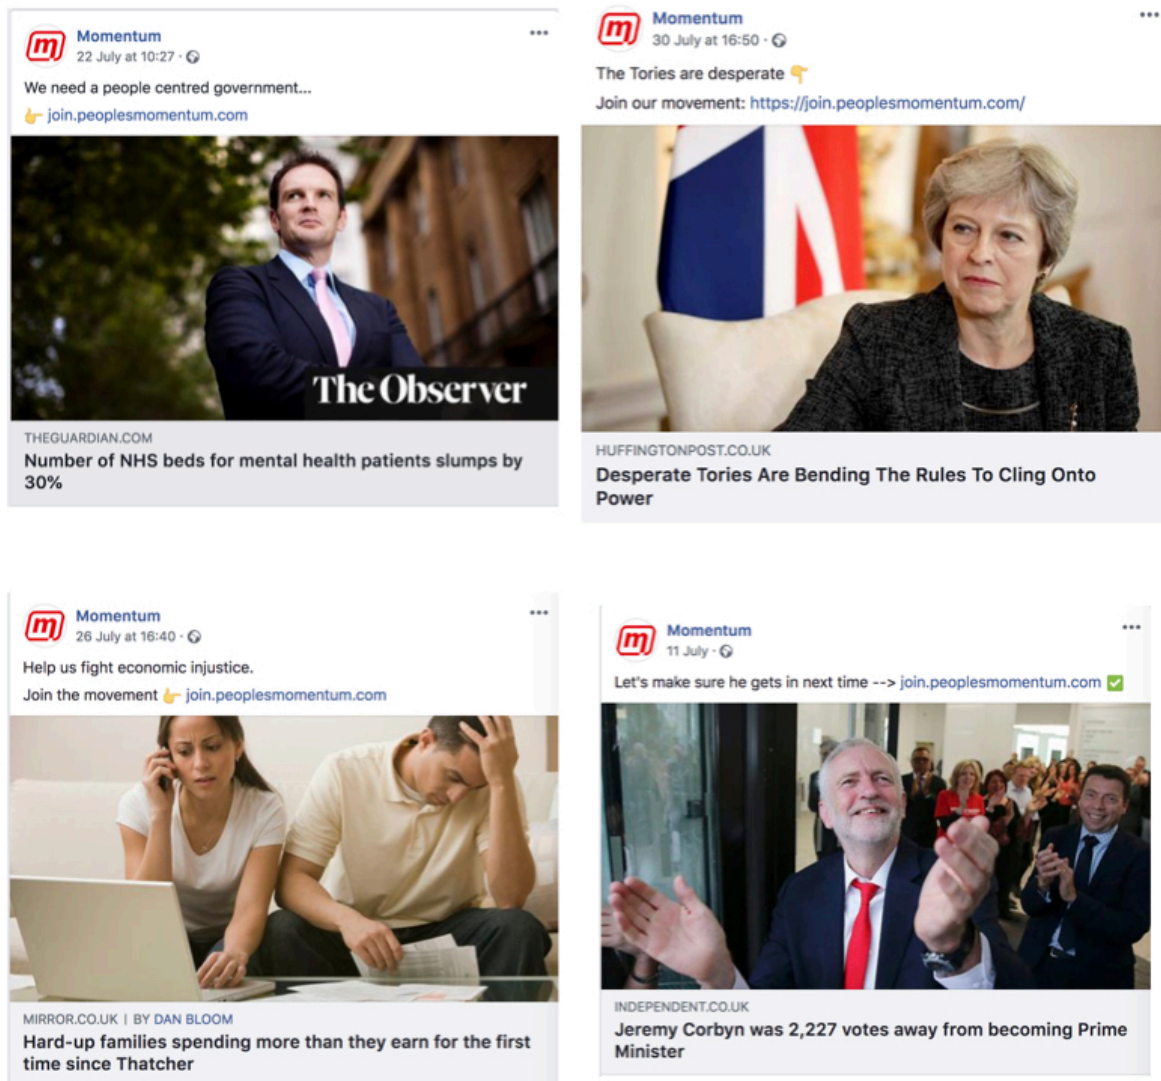 Momentum
22 July at 10:27 ·
We need a people centred government...
👉 join.peoplesmomentum.com
The Observer
THEGUARDIAN.COM
Number of NHS beds for mental health patients slumps by
30%
Momentum
30 July at 16:50 ·
The Tories are desperate 👇
Join our movement: https://join.peoplesmomentum.com/
HUFFINGTONPOST.CO.UK
Desperate Tories Are Bending The Rules To Cling Onto
Power
Momentum
26 July at 16:40 ·
Help us fight economic injustice.
Join the movement 👉 join.peoplesmomentum.com
MIRROR.CO.UK | BY DAN BLOOM
Hard-up families spending more than they earn for the first
time since Thatcher
Momentum
11 July ·
Let's make sure he gets in next time --> join.peoplesmomentum.com ✅
INDEPENDENT.CO.UK
Jeremy Corbyn was 2,227 votes away from becoming Prime
Minister